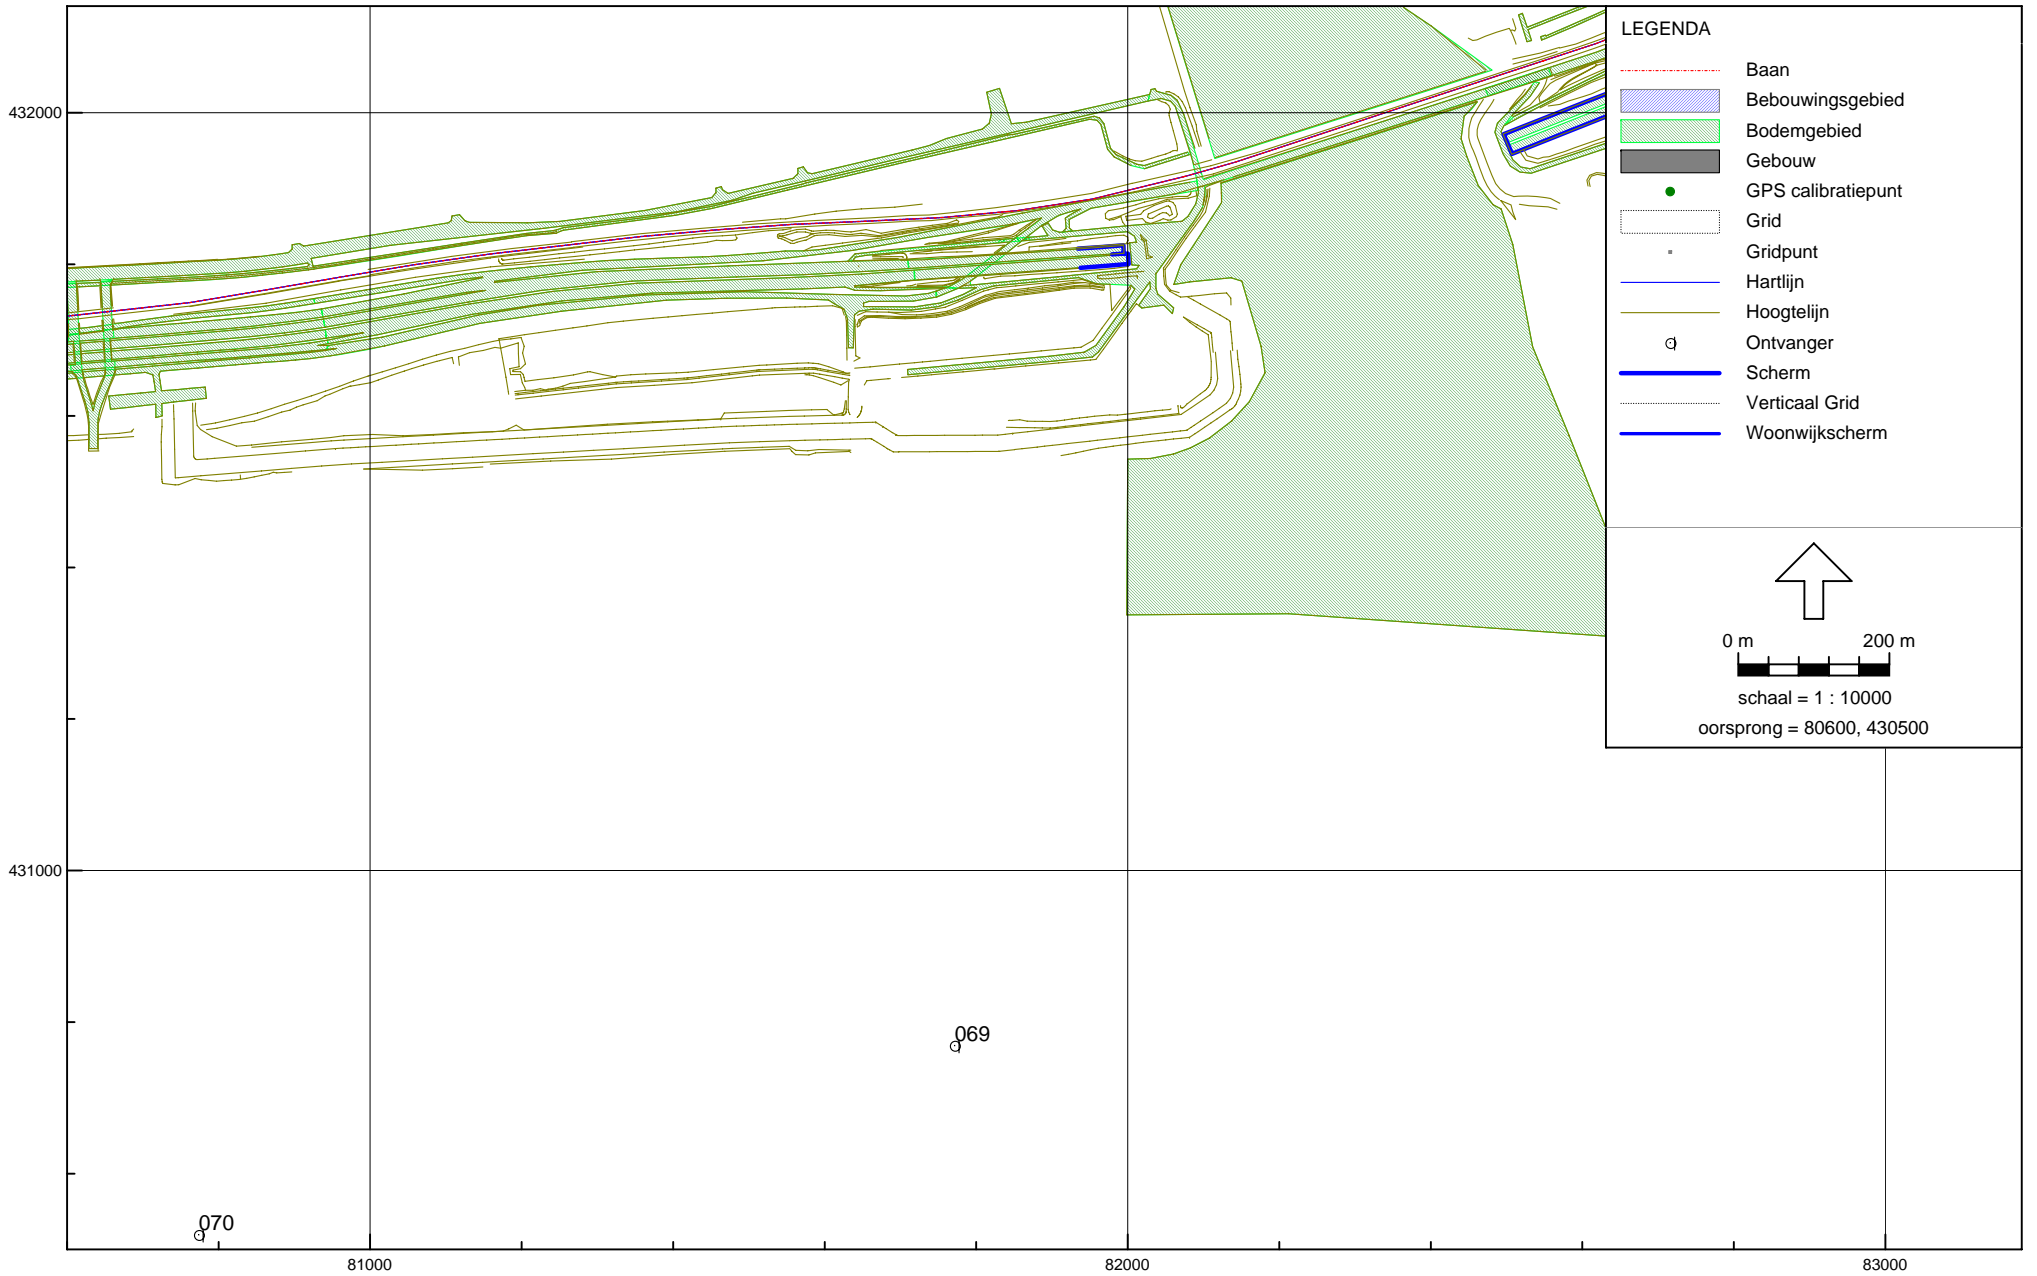 LEGENDA
Baan
Bebouwingsgebied
Bodemgebied
Gebouw
GPS calibratiepunt
Grid
Gridpunt
Hartlijn
Hoogtelijn
Ontvanger
Scherm
Verticaal Grid
Woonwijkscherm
0 m 200 m
schaal = 1 : 10000
oorsprong = 80600, 430500
432000
431000
069
070
81000 82000 83000